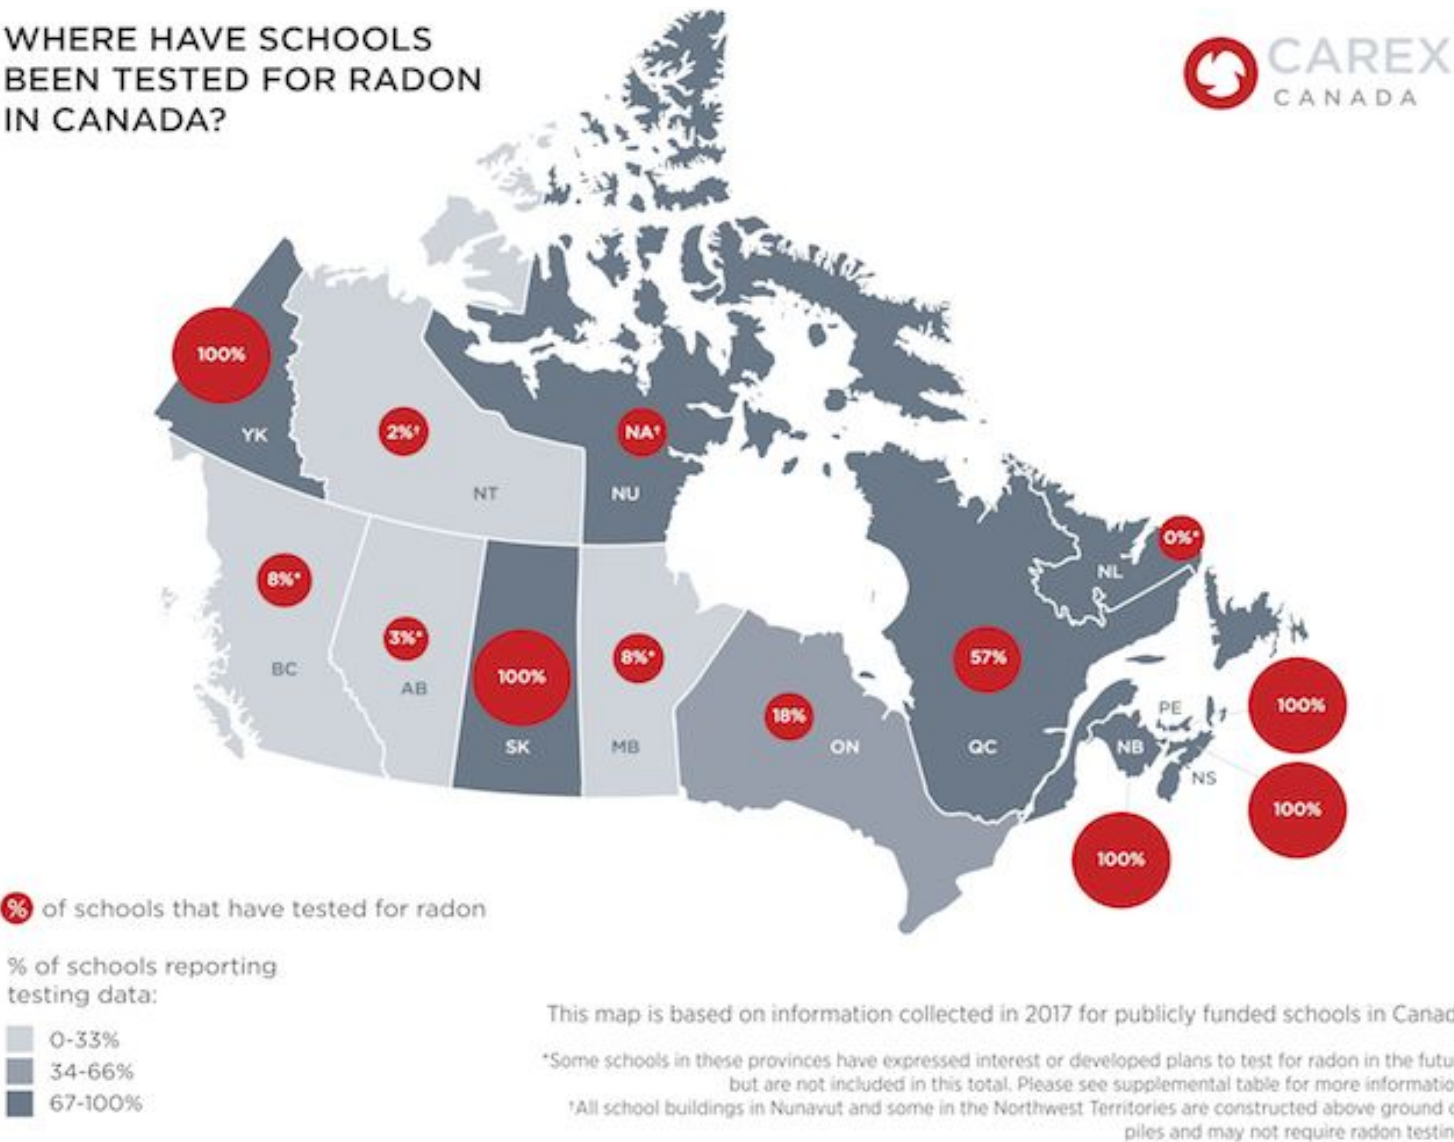 WHERE HAVE SCHOOLS
BEEN TESTED FOR RADON
IN CANADA?
CAREX
CANADA
100%
YK
2%†
NT
NA†
NU
8%*
BC
3%*
AB
100%
SK
8%*
MB
18%
ON
57%
QC
0%*
NL
PE
100%
NB
NS
100%
100%
% of schools that have tested for radon
% of schools reporting
testing data:
0-33%
34-66%
67-100%
This map is based on information collected in 2017 for publicly funded schools in Canad
*Some schools in these provinces have expressed interest or developed plans to test for radon in the futu
but are not included in this total. Please see supplemental table for more informatio
†All school buildings in Nunavut and some in the Northwest Territories are constructed above ground o
piles and may not require radon testin